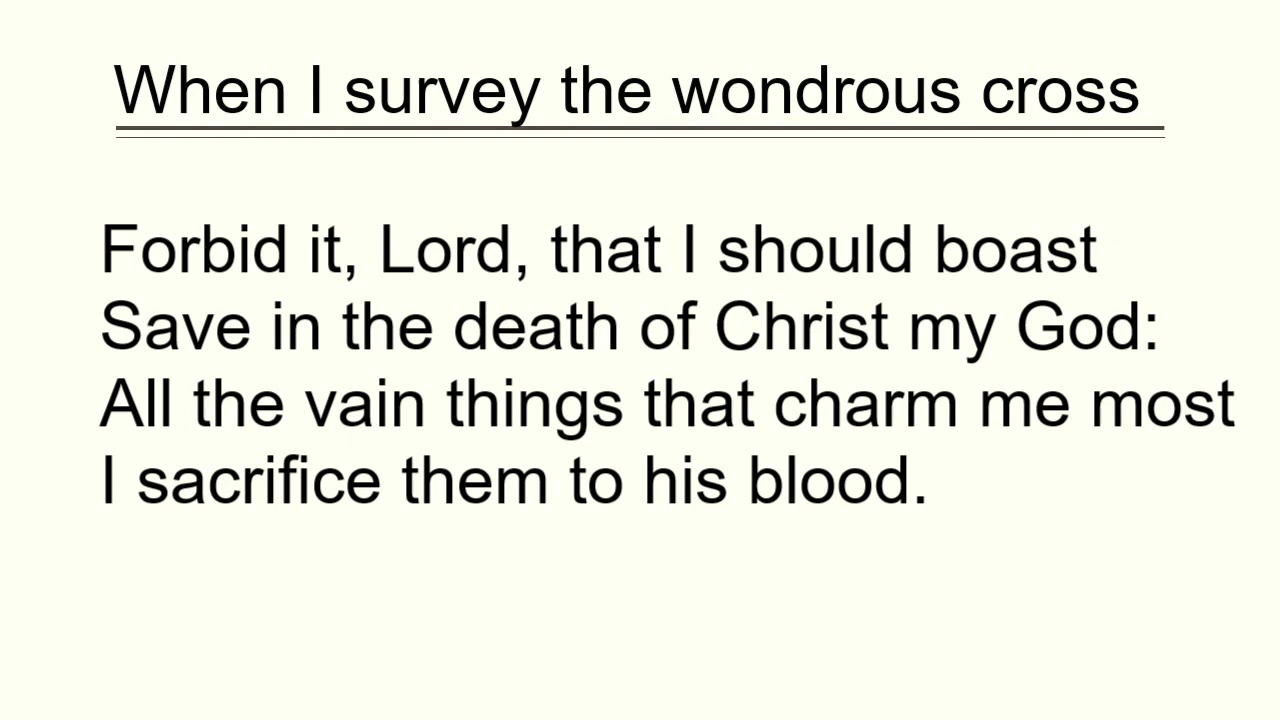 When I survey the wondrous cross
Forbid it, Lord, that I should boast
Save in the death of Christ my God:
All the vain things that charm me most
I sacrifice them to his blood.